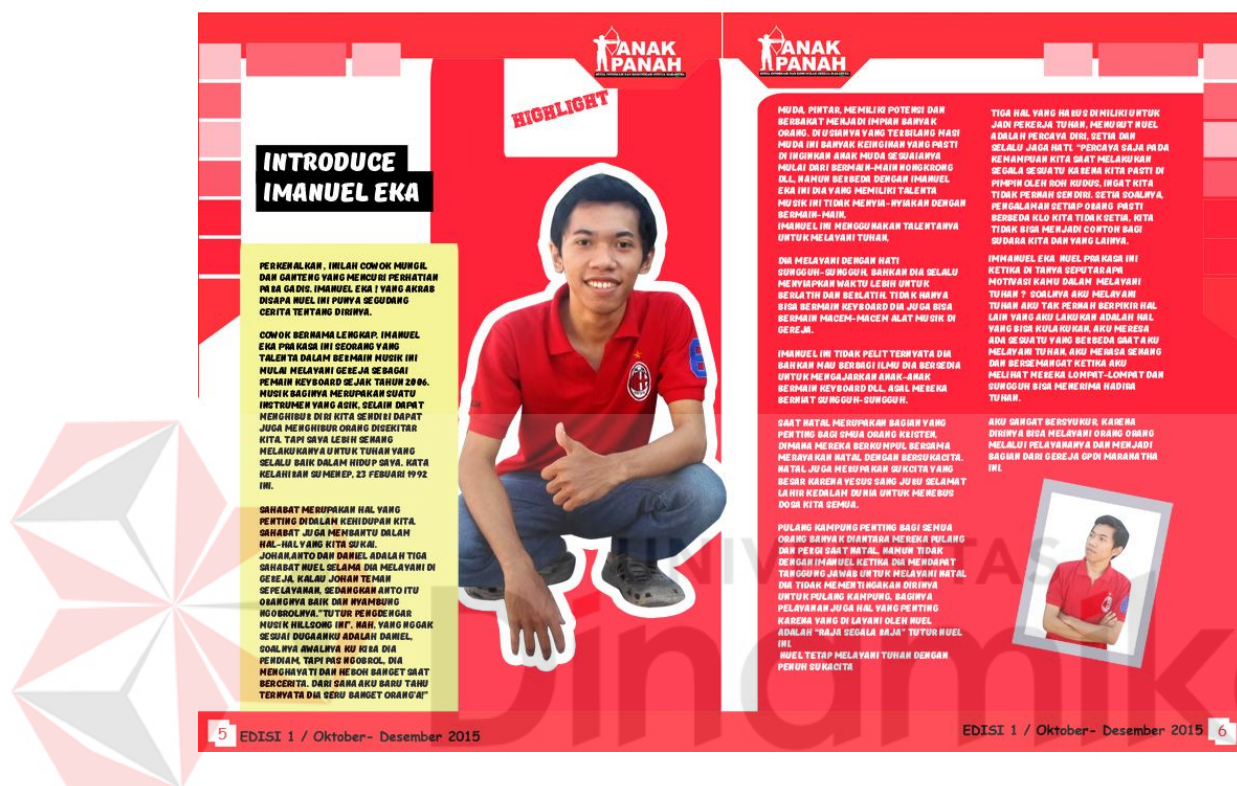 ANAK
PANAH
HIGHLIGHT
INTRODUCE
IMANUEL EKA
PERKENALKAN , INILAH COWOK MUNGIL
DAN GANTENG YANG MENCURI PERHATIAN
PARA GADIS. IMANUEL EKA ! YANG AKRAB
DISAPA NUEL INI PUNYA SEGUDANG
CERITA TENTANG DIRINYA.
COWOK BERNAMA LENGKAP. IMANUEL
EKA PRAKASA INI SEORANG YANG
TALENTA DALAM BERMAIN MUSIK INI
MULAI MELAYANI GEREJA SEBAGAI
PEMAIN KEYBOARD SEJAK TAHUN 2006.
MUSIK BAGINYA MERUPAKAN SUATU
INSTRUMEN YANG ASIK, SELAIN DAPAT
MENGHIBUR DIRI KITA SENDIRI DAPAT
JUGA MENGHIBUR ORANG DISEKITAR
KITA. TAPI SAYA LEBIH SENANG
MELAKUKANYA UNTUK TUHAN YANG
SELALU BAIK DALAM HIDUP SAYA. KATA
KELAHIRAN SUMENEP, 23 FEBUARI 1992
INI.
SAHABAT MERUPAKAN HAL YANG
PENTING DIDALAM KEHIDUPAN KITA.
SAHABAT JUGA MEMBANTU DALAM
HAL-HAL YANG KITA SUKAI.
JOHAN,ANTO DAN DANIEL ADALAH TIGA
SAHABAT NUEL SELAMA DIA MELAYANI DI
GEREJA. KALAU JOHAN TEMAN
SEPELAYANAN, SEDANGKAN ANTO ITU
ORANGNYA BAIK DAN NYAMBUNG
NGOBROLNYA."TUTUR PENGDENGAR
MUSIK HILLSONG INI". NAH, YANG NGGAK
SESUAI DUGAANKU ADALAH DANIEL,
SOALNYA AWALNYA KU KIRA DIA
PENDIAM, TAPI PAS NGOBROL, DIA
MENGHAYATI DAN HEBOH BANGET SAAT
BERCERITA. DARI SANA AKU BARU TAHU
TERNYATA DIA SERU BANGET ORANG'A!"
5 EDISI 1 / Oktober- Desember 2015
ANAK
PANAH
MUDA, PINTAR, MEMILIKI POTENSI DAN
BERBAKAT MENJADI IMPIAN BANYAK
ORANG. DI USIANYA YANG TERBILANG MASI
MUDA INI BANYAK KEINGIHAN YANG PASTI
DI INGINKAN ANAK MUDA SESUAIANYA
MULAI DARI BERMAIN-MAIN NONGKRONG
DLL, NAMUN BERBEDA DENGAN IMANUEL
EKA INI DIA YANG MEMILIKI TALENTA
MUSIK INI TIDAK MENYIA-NYIAKAN DENGAN
BERMAIN-MAIN,
IMANUEL INI MENGGUNAKAN TALENTANYA
UNTUK MELAYANI TUHAN,
DIA MELAYANI DENGAN HATI
SUNGGUH-SUNGGUH, BAHKAN DIA SELALU
MENYIAPKAN WAKTU LEBIH UNTUK
BERLATIH DAN BERLATIH. TIDAK HANYA
BISA BERMAIN KEYBOARD DIA JUGA BISA
BERMAIN MACEM-MACEM ALAT MUSIK DI
GEREJA.
IMANUEL INI TIDAK PELIT TERNYATA DIA
BAHKAN MAU BERBAGI ILMU DIA BERSEDIA
UNTUK MENGAJARKAN ANAK-ANAK
BERMAIN KEYBOARD DLL, ASAL MEREKA
BERNIAT SUNGGUH-SUNGGUH.
SAAT NATAL MERUPAKAN BAGIAN YANG
PENTING BAGI SMUA ORANG KRISTEN,
DIMANA MEREKA BERKUMPUL BERSAMA
MERAYAKAN NATAL DENGAN BERSUKACITA.
NATAL JUGA MERUPAKAN SUKCITA YANG
BESAR KARENA YESUS SANG JURU SELAMAT
LAHIR KEDALAM DUNIA UNTUK MENEBUS
DOSA KITA SEMUA.
PULANG KAMPUNG PENTING BAGI SEMUA
ORANG BANYAK DIANTARA MEREKA PULANG
DAN PERGI SAAT NATAL, NAMUN TIDAK
DENGAN IMANUEL KETIKA DIA MENDAPAT
TANGGUNG JAWAB UNTUK MELAYANI NATAL
DIA TIDAK MEMENTINGAKAN DIRINYA
UNTUK PULANG KAMPUNG. BAGINYA
PELAYANAN JUGA HAL YANG PENTING
KARENA YANG DI LAYANI OLEH NUEL
ADALAH "RAJA SEGALA RAJA" TUTUR NUEL
INI.
NUEL TETAP MELAYANI TUHAN DENGAN
PENUH SUKACITA
TIGA HAL YANG HARUS DIMILIKI UNTUK
JADI PEKERJA TUHAN, MENURUT NUEL
ADALAH PERCAYA DIRI, SETIA DAN
SELALU JAGA HATI. "PERCAYA SAJA PADA
KEMAMPUAN KITA SAAT MELAKUKAN
SEGALA SESUATU KARENA KITA PASTI DI
PIMPIN OLEH ROH KUDUS, INGAT KITA
TIDAK PERNAH SENDIRI. SETIA SOALNYA,
PENGALAMAN SETIAP ORANG PASTI
BERBEDA KLO KITA TIDAK SETIA, KITA
TIDAK BISA MENJADI CONTOH BAGI
SUDARA KITA DAN YANG LAINYA.
IMMANUEL EKA NUEL PRAKASA INI
KETIKA DI TANYA SEPUTAR APA
MOTIVASI KAMU DALAM MELAYANI
TUHAN ? SOALNYA AKU MELAYANI
TUHAN AKU TAK PERNAH BERPIKIR HAL
LAIN YANG AKU LAKUKAN ADALAH HAL
YANG BISA KULAKUKAN, AKU MERESA
ADA SESUATU YANG BERBEDA SAAT AKU
MELAYANI TUHAN, AKU MERASA SENANG
DAN BERSEMANGAT KETIKA AKU
MELIHAT MEREKA LOMPAT-LOMPAT DAN
SUNGGUH BISA MENERIMA HADIRA
TUHAN.
AKU SANGAT BERSYUKUR, KARENA
DIRINYA BISA MELAYANI ORANG ORANG
MELALUI PELAYANANYA DAN MENJADI
BAGIAN DARI GEREJA GPDI MARANATHA
INI.
EDISI 1 / Oktober- Desember 2015 6
UNIVERSITAS
Dinamika